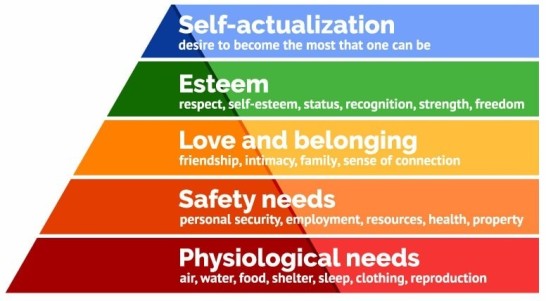 Self-actualization
desire to become the most that one can be
Esteem
respect, self-esteem, status, recognition, strength, freedom
Love and belonging
friendship, intimacy, family, sense of connection
Safety needs
personal security, employment, resources, health, property
Physiological needs
air, water, food, shelter, sleep, clothing, reproduction